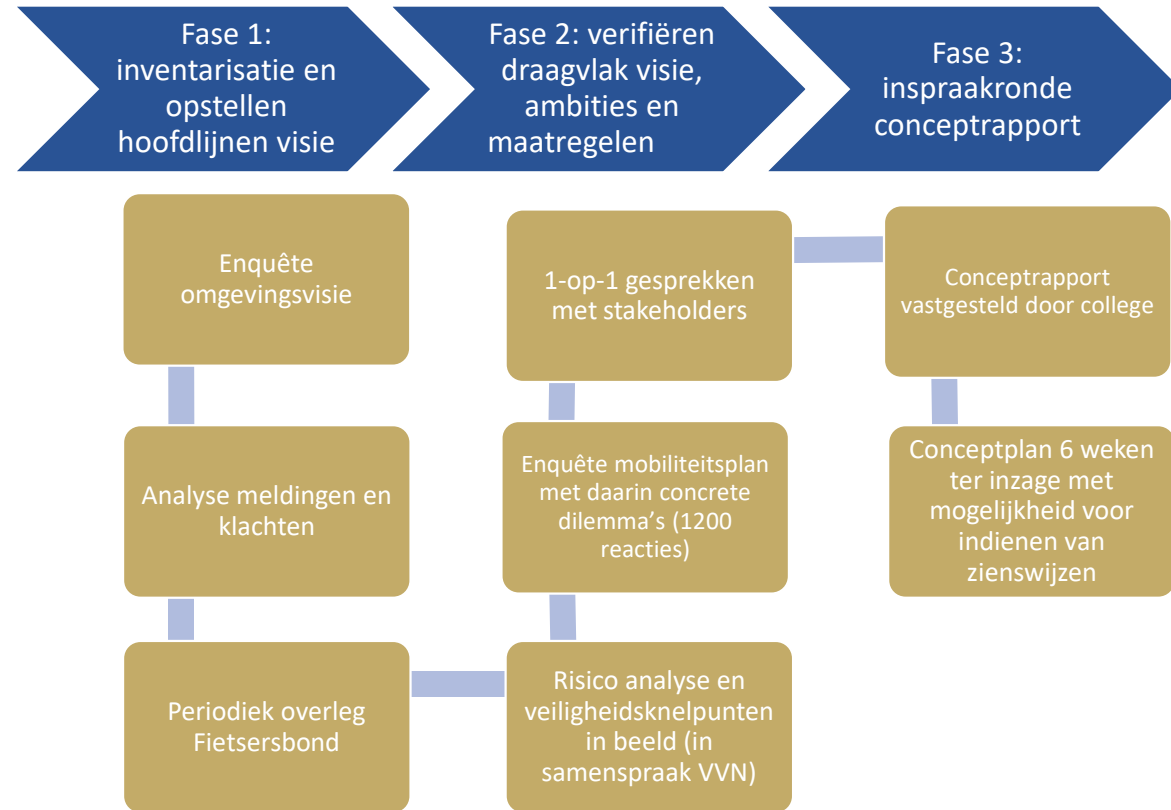 Fase 1:
inventarisatie en
opstellen
hoofdlijnen visie
Fase 2: verifiëren
draagvlak visie,
ambities en
maatregelen
Fase 3:
inspraakronde
conceptrapport
Enquête
omgevingsvisie
Analyse meldingen en
klachten
Periodiek overleg
Fietsersbond
Risico analyse en
veiligheidsknelpunten
in beeld (in
samenspraak VVN)
Enquête mobiliteitsplan
met daarin concrete
dilemma’s (1200
reacties)
1-op-1 gesprekken
met stakeholders
Conceptrapport
vastgesteld door college
Conceptplan 6 weken
ter inzage met
mogelijkheid voor
indienen van
zienswijzen